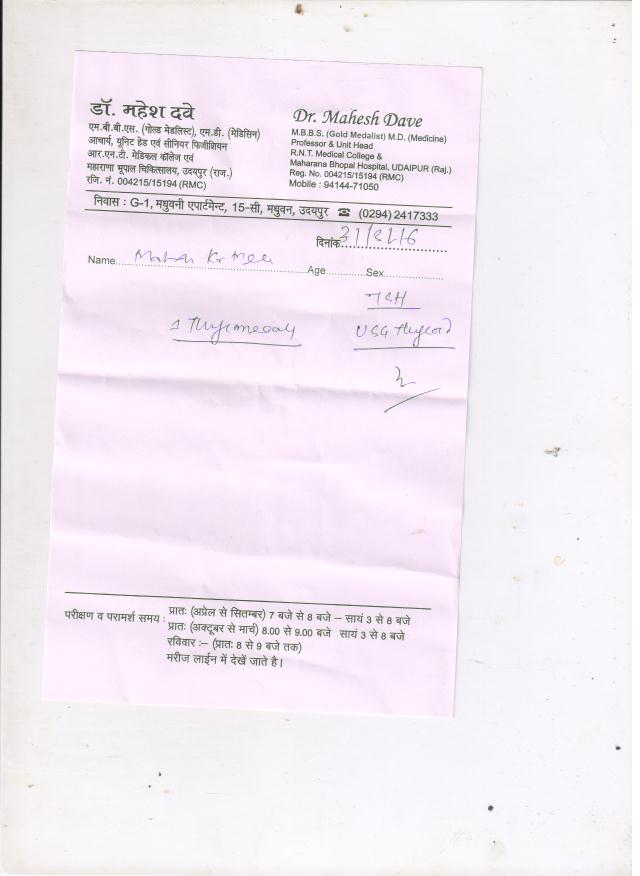 डॉ. महेश दवे
एम.बी.बी.एस. (गोल्ड मेडलिस्ट), एम.डी. (मेडिसिन)
आचार्य, यूनिट हेड एवं सीनियर फिजीशियन
आर.एन.टी. मेडिकल कॉलेज एवं
महाराणा भूपाल चिकित्सालय, उदयपुर (राज.)
रजि. नं. 004215/15194 (RMC)
Dr. Mahesh Dave
M.B.B.S. (Gold Medalist) M.D. (Medicine)
Professor & Unit Head
R.N.T. Medical College &
Maharana Bhopal Hospital, UDAIPUR (Raj.)
Reg. No. 004215/15194 (RMC)
Mobile : 94144-71050
निवास : G-1, मधुवनी एपार्टमेन्ट, 15-सी, मधुवन, उदयपुर ☎ (0294) 2417333
दिनांक
Name Age Sex
TSH
USG Thyroid
परीक्षण व परामर्श समय : प्रातः (अप्रेल से सितम्बर) 7 बजे से 8 बजे – सायं 3 से 8 बजे
प्रातः (अक्टूबर से मार्च) 8.00 से 9.00 बजे सायं 3 से 8 बजे
रविवार :– (प्रातः 8 से 9 बजे तक)
मरीज लाईन में देखें जाते है।